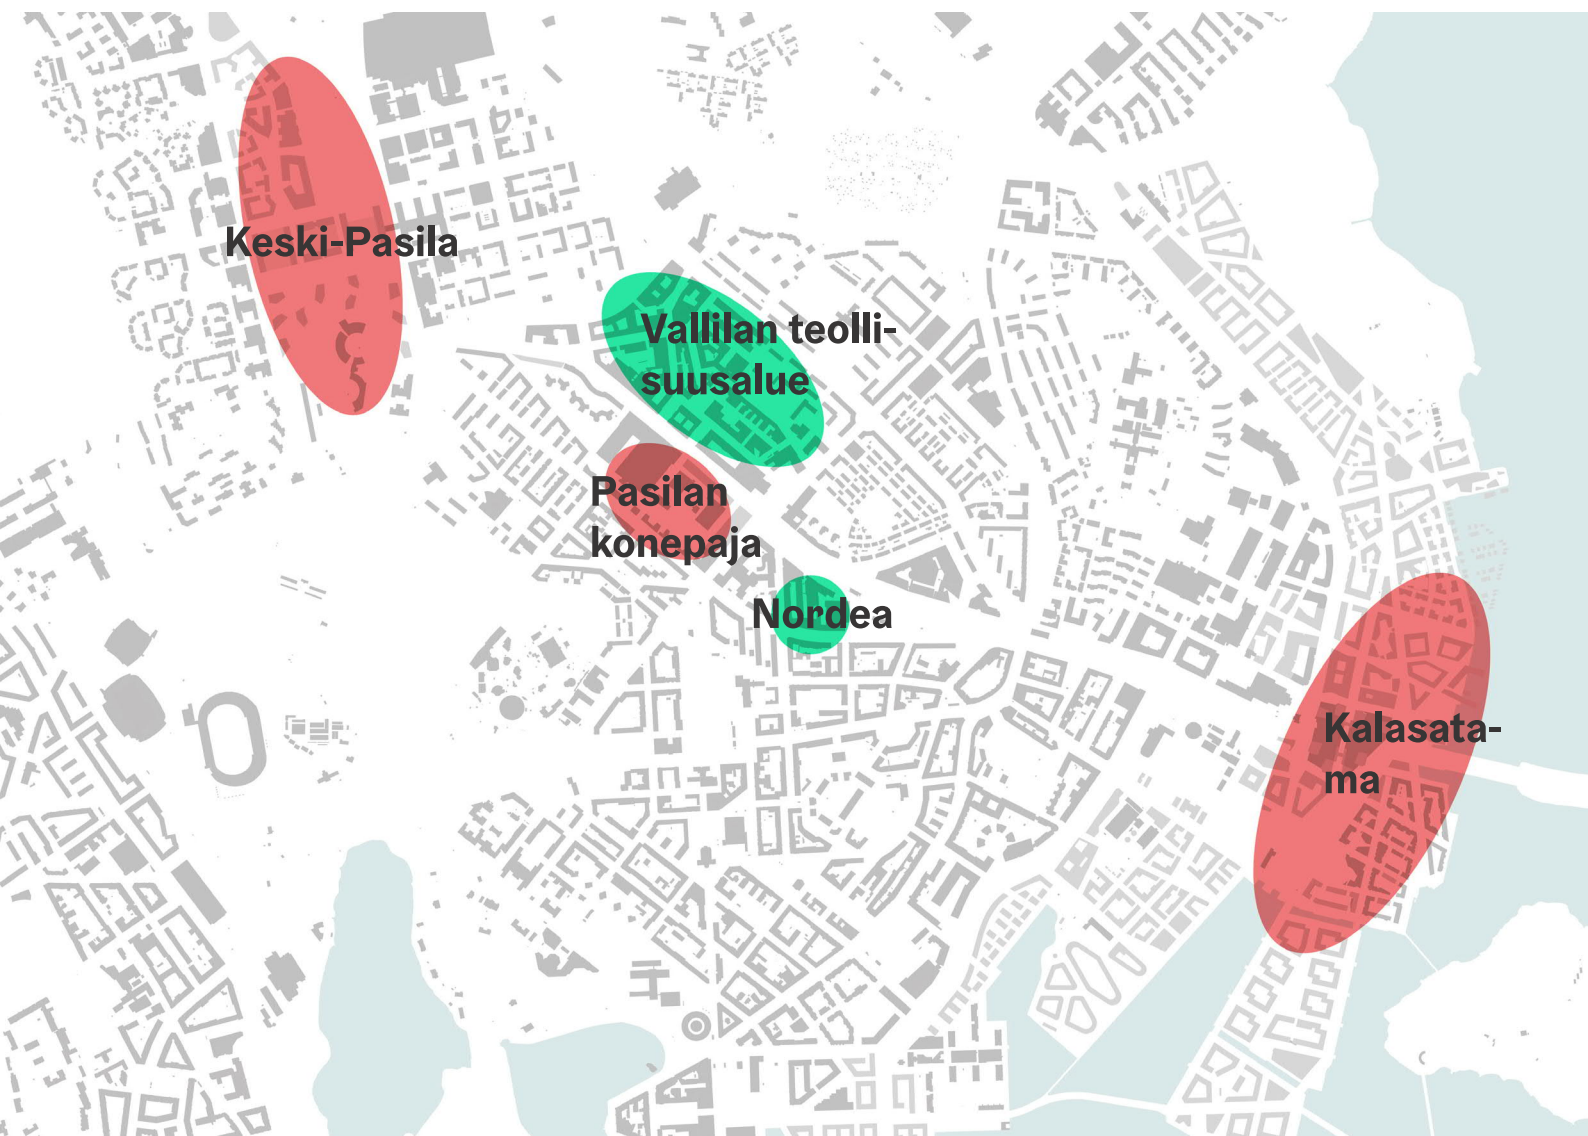 Keski-Pasila
Vallilan teolli-
suusalue
Pasilan
konepaja
Nordea
Kalasata-
ma